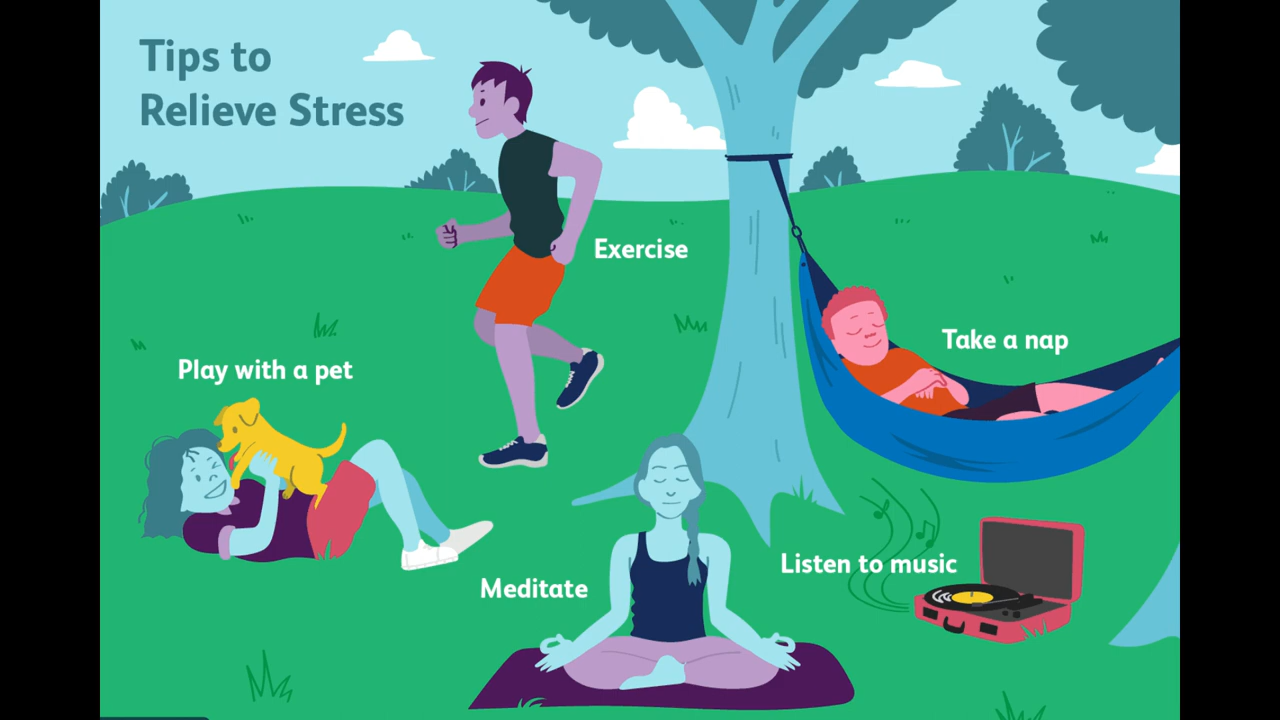 Tips to
Relieve Stress
Exercise
Take a nap
Play with a pet
Listen to music
Meditate